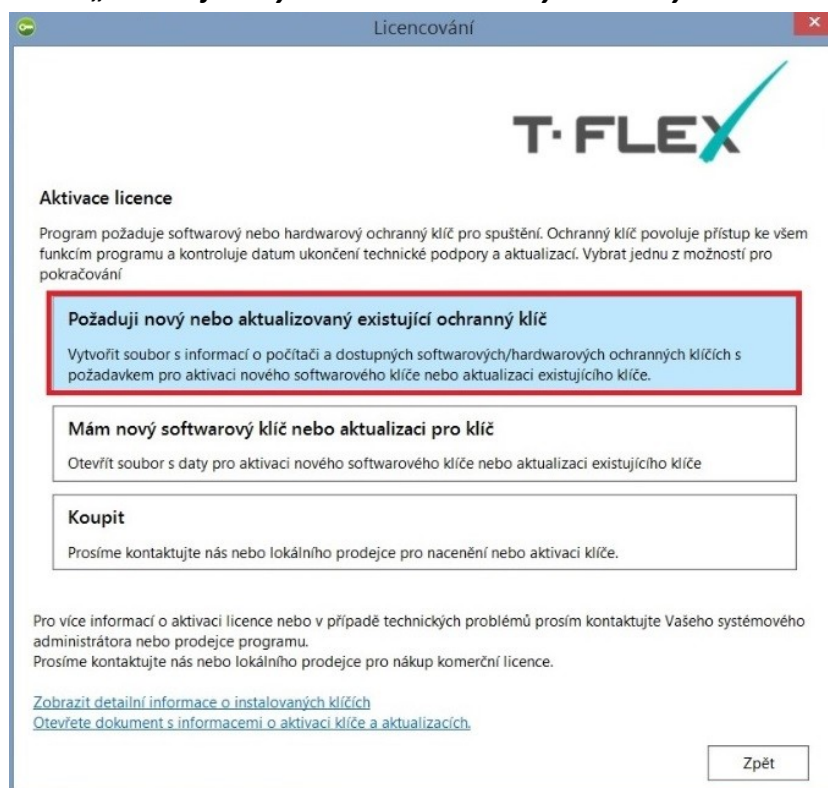 Licencování
T·FLEX
Aktivace licence
Program požaduje softwarový nebo hardwarový ochranný klíč pro spuštění. Ochranný klíč povoluje přístup ke všem
funkcím programu a kontroluje datum ukončení technické podpory a aktualizací. Vybrat jednu z možností pro
pokračování
Požaduji nový nebo aktualizovaný existující ochranný klíč
Vytvořit soubor s informací o počítači a dostupných softwarových/hardwarových ochranných klíčích s
požadavkem pro aktivaci nového softwarového klíče nebo aktualizaci existujícího klíče.
Mám nový softwarový klíč nebo aktualizaci pro klíč
Otevřít soubor s daty pro aktivaci nového softwarového klíče nebo aktualizaci existujícího klíče
Koupit
Prosíme kontaktujte nás nebo lokálního prodejce pro nacenění nebo aktivaci klíče.
Pro více informací o aktivaci licence nebo v případě technických problémů prosím kontaktujte Vašeho systémového
administrátora nebo prodejce programu.
Prosíme kontaktujte nás nebo lokálního prodejce pro nákup komerční licence.
Zobrazit detailní informace o instalovaných klíčích
Otevřete dokument s informacemi o aktivaci klíče a aktualizacích.
Zpět